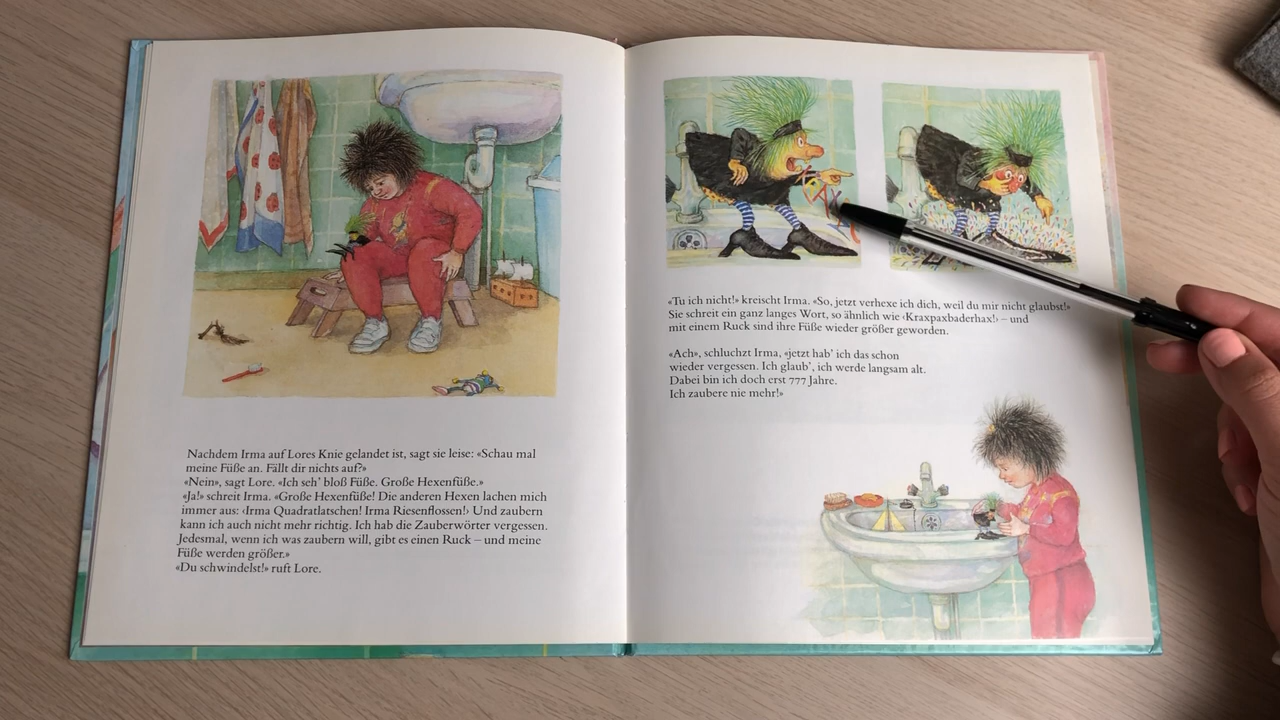 Nachdem Irma auf Lores Knie gelandet ist, sagt sie leise: «Schau mal
meine Füße an. Fällt dir nichts auf?»
«Nein», sagt Lore. «Ich seh' bloß Füße. Große Hexenfüße.»
«Ja!» schreit Irma. «Große Hexenfüße! Die anderen Hexen lachen mich
immer aus: ‹Irma Quadratlatschen! Irma Riesenflossen!› Und zaubern
kann ich auch nicht mehr richtig. Ich hab die Zauberwörter vergessen.
Jedesmal, wenn ich was zaubern will, gibt es einen Ruck – und meine
Füße werden größer.»
«Du schwindelst!» ruft Lore.
«Tu ich nicht!» kreischt Irma. «So, jetzt verhexe ich dich, weil du mir nicht glaubst!»
Sie schreit ein ganz langes Wort, so ähnlich wie ‹Kraxpaxbaderhax!› – und
mit einem Ruck sind ihre Füße wieder größer geworden.
«Ach», schluchzt Irma, «jetzt hab' ich das schon
wieder vergessen. Ich glaub', ich werde langsam alt.
Dabei bin ich doch erst 777 Jahre.
Ich zaubere nie mehr!»